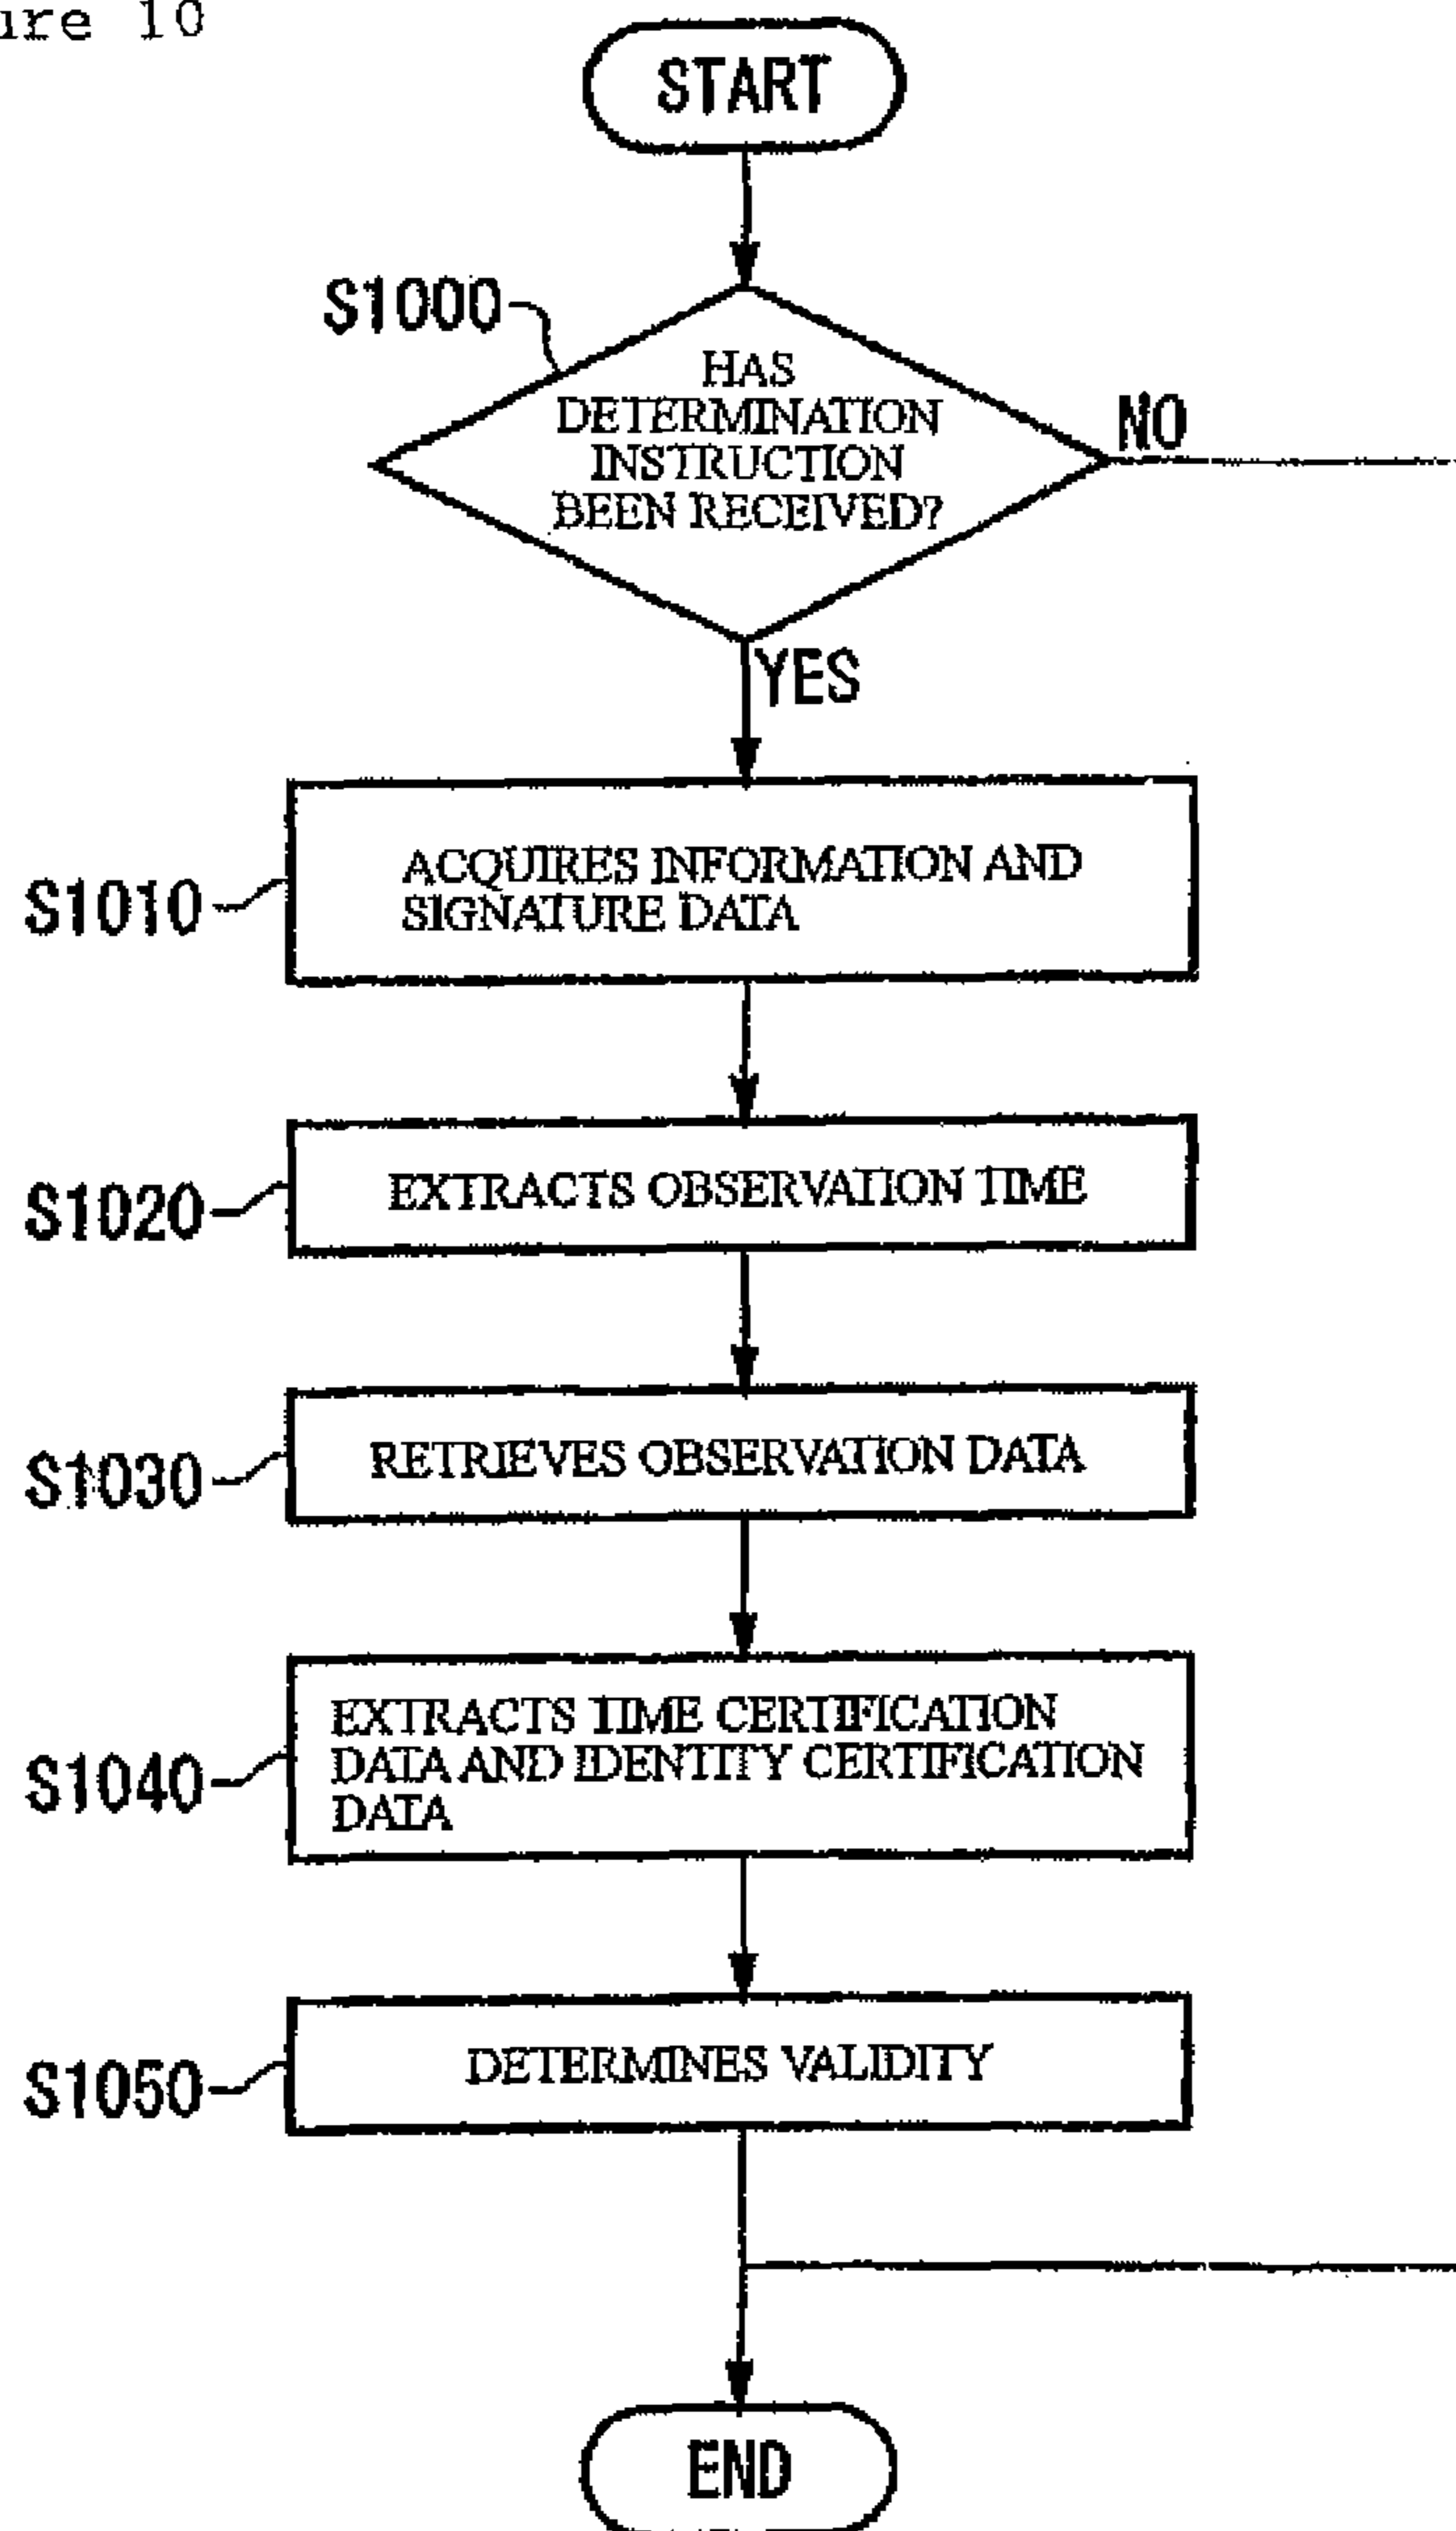 ure 10
START
S1000
HAS
DETERMINATION
INSTRUCTION
BEEN RECEIVED?
NO
YES
S1010
ACQUIRES INFORMATION AND
SIGNATURE DATA
S1020
EXTRACTS OBSERVATION TIME
S1030
RETRIEVES OBSERVATION DATA
S1040
EXTRACTS TIME CERTIFICATION
DATA AND IDENTITY CERTIFICATION
DATA
S1050
DETERMINES VALIDITY
END